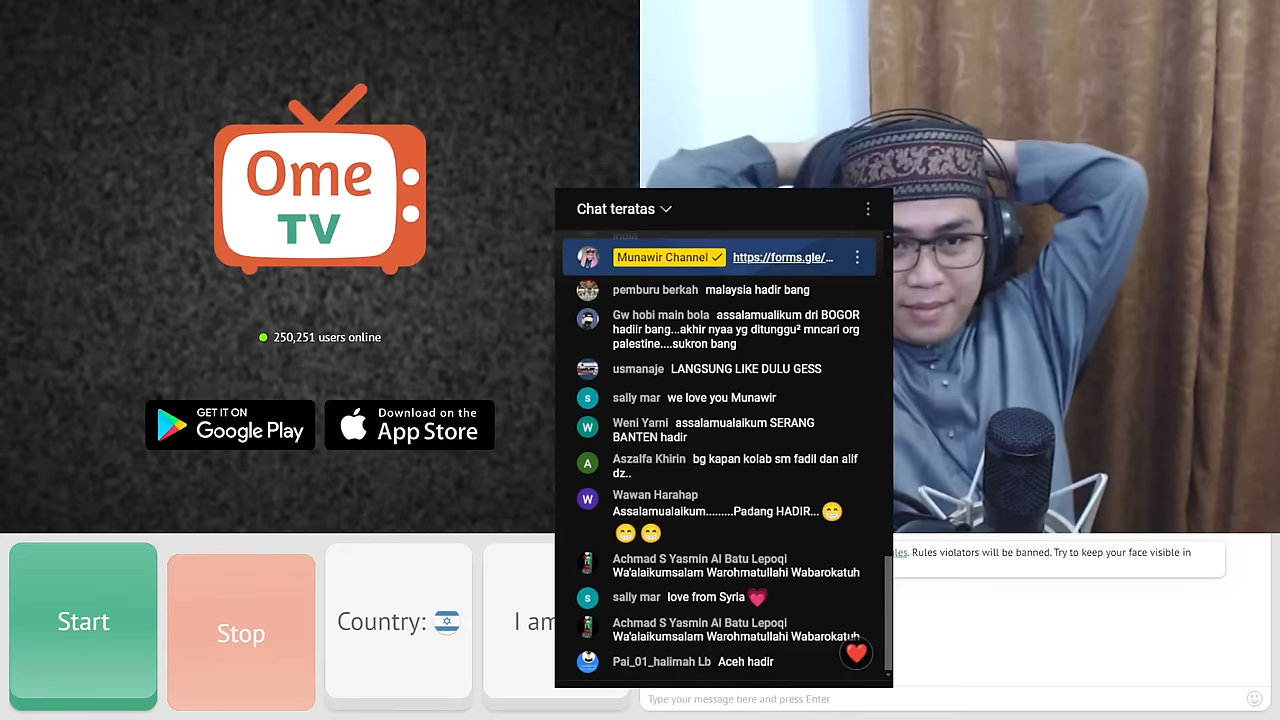 Ome
TV
250,251 users online
GET IT ON
Google Play
Download on the
App Store
Start
Stop
Country:
I am
Chat teratas
India
Munawir Channel https://forms.gle/...
pemburu berkah malaysia hadir bang
Gw hobi main bola assalamualikum dri BOGOR
hadiir bang...akhir nyaa yg ditunggu² mncari org
palestine....sukron bang
usmanaje LANGSUNG LIKE DULU GESS
S sally mar we love you Munawir
W Weni Yarni assalamualaikum SERANG
BANTEN hadir
A Aszalfa Khirin bg kapan kolab sm fadil dan alif
dz..
W Wawan Harahap
Assalamualaikum.........Padang HADIR... 😁
😁 😁
Achmad S Yasmin Al Batu Lepoqi
Wa'alaikumsalam Warohmatullahi Wabarokatuh
S sally mar love from Syria 💗
Achmad S Yasmin Al Batu Lepoqi
Wa'alaikumsalam Warohmatullahi Wabarokatuh
Pai_01_halimah Lb Aceh hadir
Rules violators will be banned. Try to keep your face visible in
Type your message here and press Enter